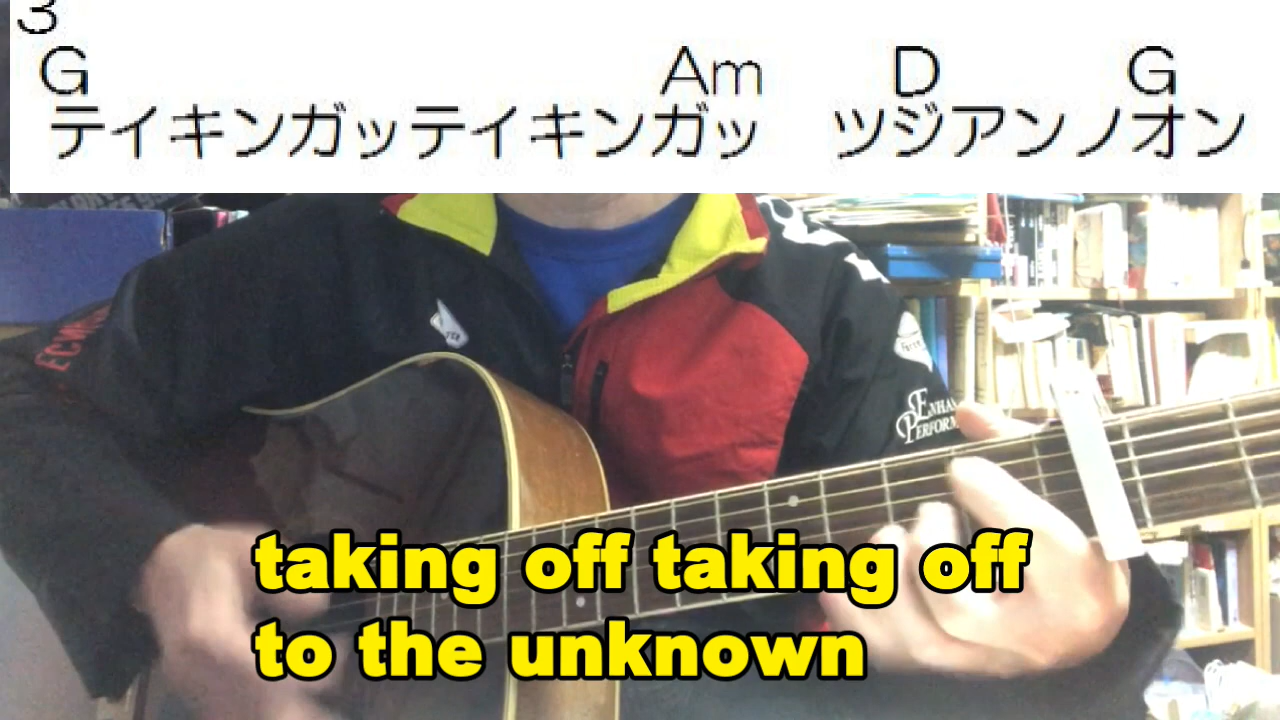 3
G Am D G
テイキンガッテイキンガッ ツジアンノオン
taking off taking off
to the unknown